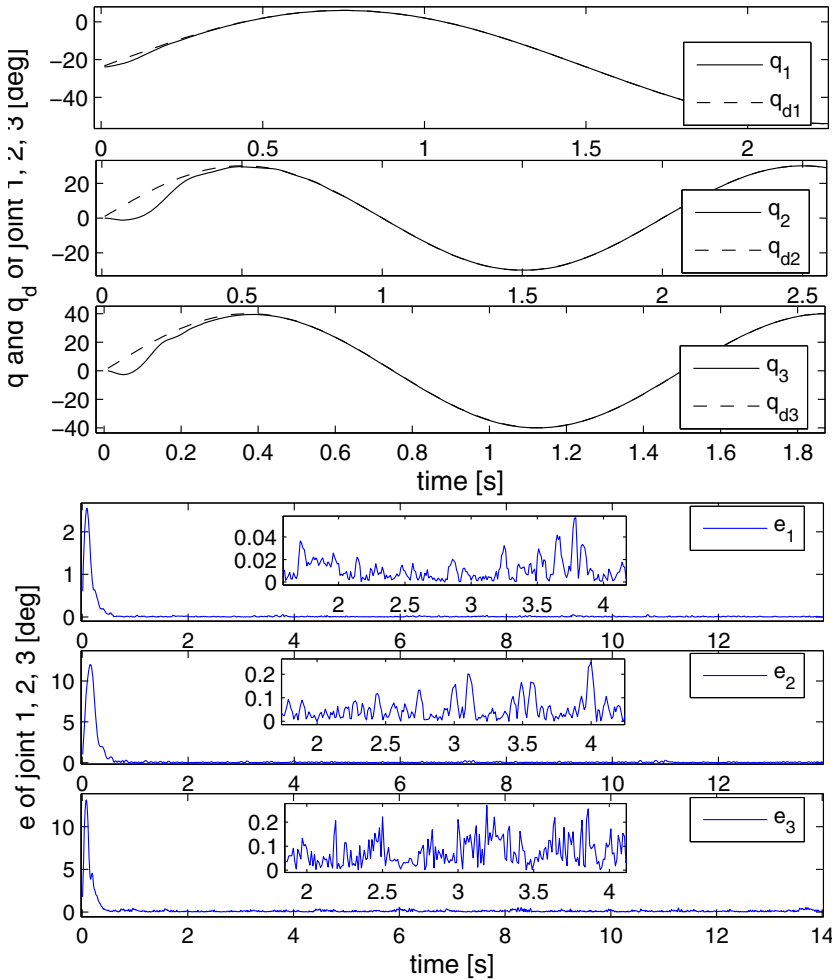 q and q_d of joint 1, 2, 3 [deg]
0
−20
−40
q_1
q_d1
0 0.5 1 1.5 2
20
0
−20
q_2
q_d2
0 0.5 1 1.5 2 2.5
40
20
0
−20
−40
q_3
q_d3
0 0.2 0.4 0.6 0.8 1 1.2 1.4 1.6 1.8
time [s]
e of joint 1, 2, 3 [deg]
2
1
0
0.04
0.02
0
2 2.5 3 3.5 4
e_1
0 2 4 6 8 10 12
10
5
0
0.2
0.1
0
2 2.5 3 3.5 4
e_2
0 2 4 6 8 10 12
10
5
0
0.2
0.1
0
2 2.5 3 3.5 4
e_3
0 2 4 6 8 10 12 14
time [s]